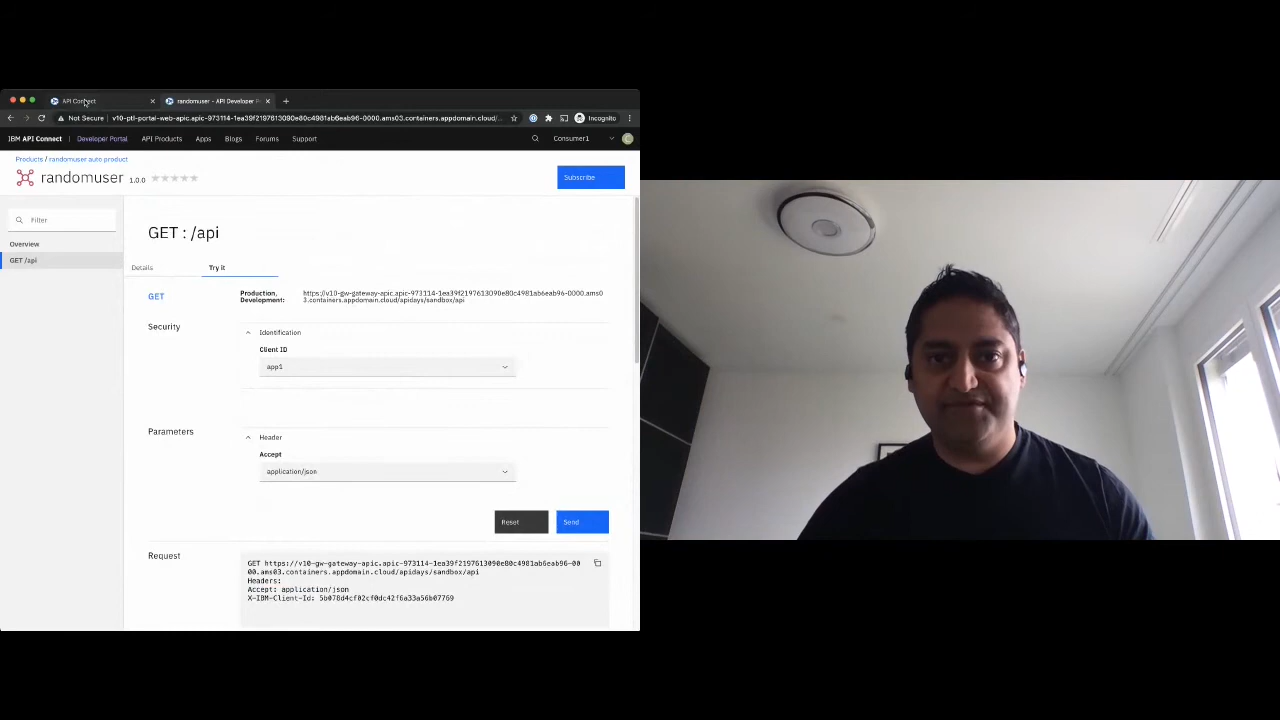 API Connect
randomuser - API Developer P
Not Secure
v10-ptl-portal-web-apic.apic-973114-1ea39f2197613090e80c4981ab6eab96-0000.ams03.containers.appdomain.cloud/...
Incognito
IBM API Connect
Developer Portal
API Products
Apps
Blogs
Forums
Support
Consumer1
C
Products / randomuser auto product
randomuser 1.0.0
Subscribe
Filter
Overview
GET /api
GET : /api
Details
Try it
GET
Production,
Development:
https://v10-gw-gateway-apic.apic-973114-1ea39f2197613090e80c4981ab6eab96-0000.ams0
3.containers.appdomain.cloud/apidays/sandbox/api
Security
Identification
Client ID
app1
Parameters
Header
Accept
application/json
Reset
Send
Request
GET https://v10-gw-gateway-apic.apic-973114-1ea39f2197613090e80c4981ab6eab96-00
00.ams03.containers.appdomain.cloud/apidays/sandbox/api
Headers:
Accept: application/json
X-IBM-Client-Id: 5b078d4cf02cf0dc42f6a33a56b07769